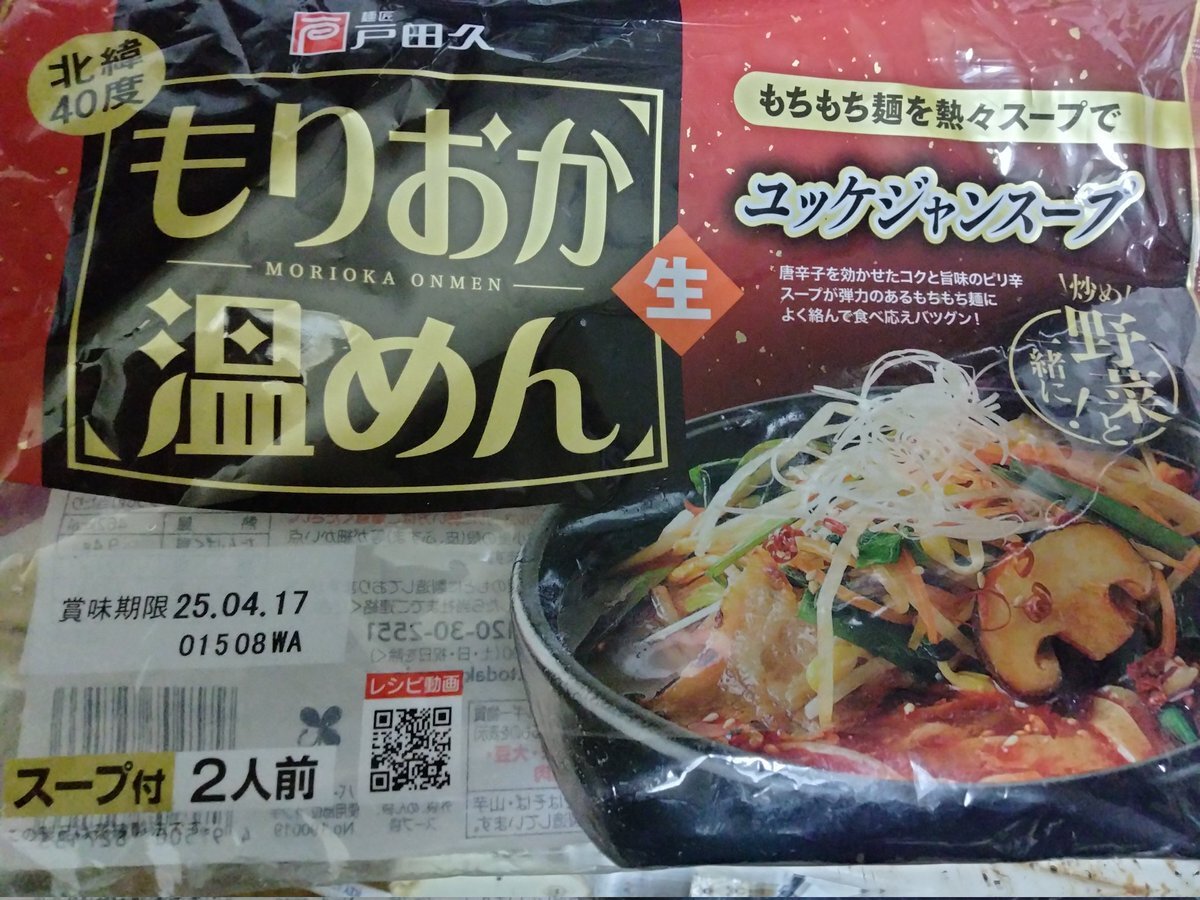 麺匠
戸田久
北緯
40度
もりおか
MORIOKA ONMEN
温めん
生
もちもち麺を熱々スープで
コッケジャンスープ
唐辛子を効かせたコクと旨味のピリ辛
スープが弾力のあるもちもち麺に
よく絡んで食べ応えバツグン!
炒め
野菜と
一緒に!
賞味期限 25.04.17
01508WA
120-30-2551
レシピ動画
スープ付 2人前